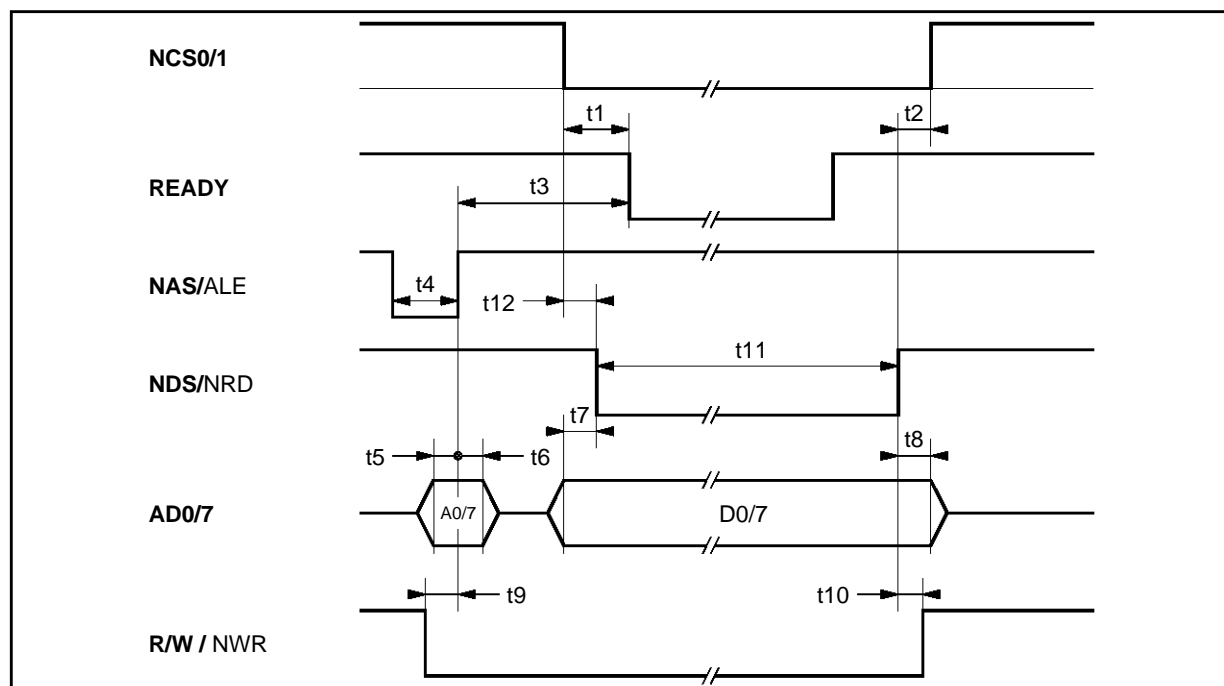 NCS0/1
t1
t2
READY
t3
NAS/ALE
t4
t12
NDS/NRD
t11
t7
t5
t6
t8
AD0/7
A0/7
D0/7
t9
t10
R/W / NWR